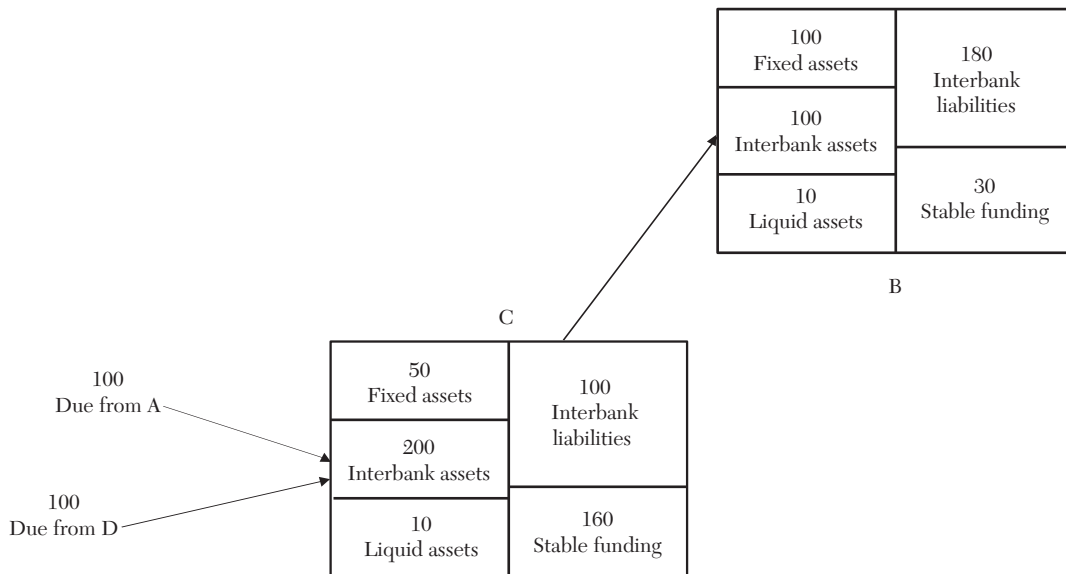 100
Fixed assets
180
Interbank
liabilities
100
Interbank assets
10
Liquid assets
30
Stable funding
B
C
100
Due from A
100
Due from D
50
Fixed assets
100
Interbank
liabilities
200
Interbank assets
10
Liquid assets
160
Stable funding